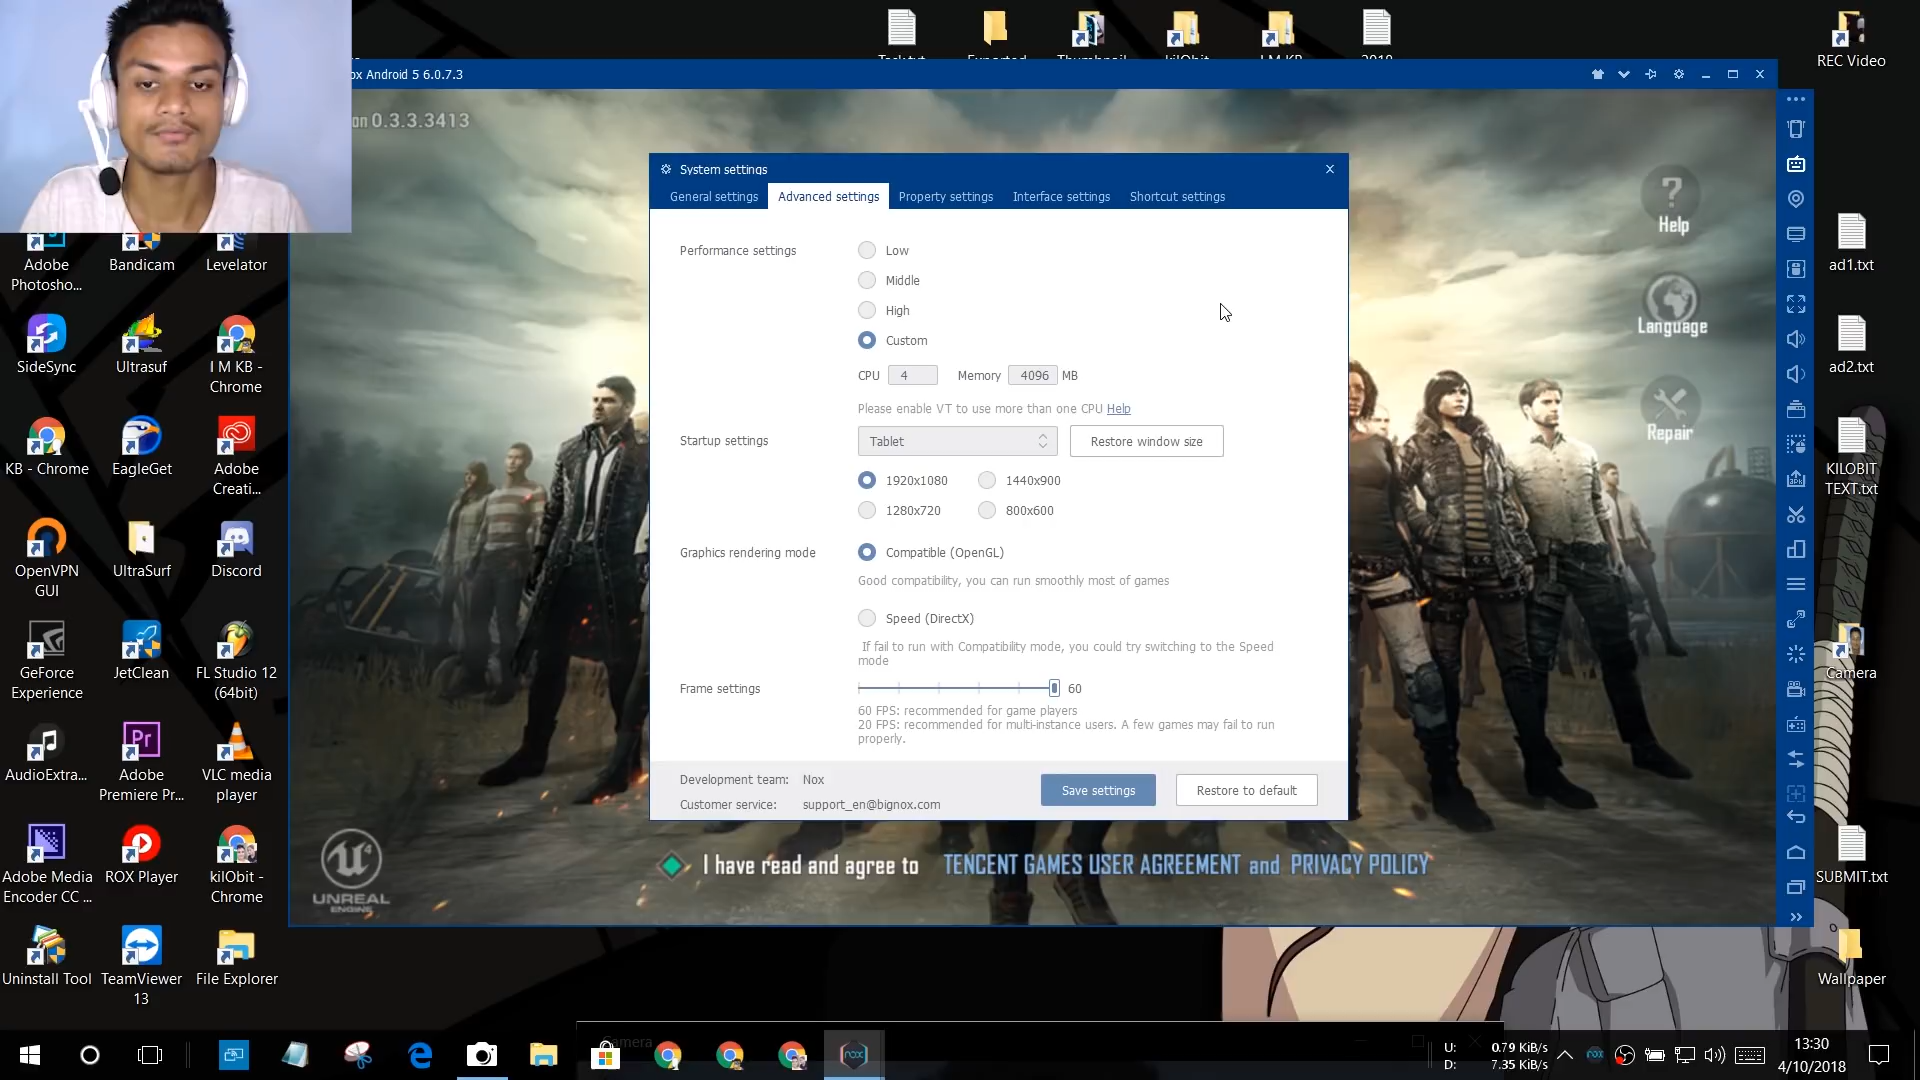 ox Android 5 6.0.7.3
on 0.3.3.3413
REC Video
System settings
General settings
Advanced settings
Property settings
Interface settings
Shortcut settings
Performance settings
Low
Middle
High
Custom
CPU 4 Memory 4096 MB
Please enable VT to use more than one CPU Help
Startup settings
Tablet
Restore window size
1920x1080
1440x900
1280x720
800x600
Graphics rendering mode
Compatible (OpenGL)
Good compatibility, you can run smoothly most of games
Speed (DirectX)
If fail to run with Compatibility mode, you could try switching to the Speed
mode
Frame settings
60
60 FPS: recommended for game players
20 FPS: recommended for multi-instance users. A few games may fail to run
properly.
Development team: Nox
Customer service: support_en@bignox.com
Save settings
Restore to default
Help
Language
Repair
I have read and agree to TENCENT GAMES USER AGREEMENT and PRIVACY POLICY
UNREAL
ENGINE
Adobe
Photosho...
Bandicam
Levelator
SideSync
Ultrasuf
I M KB -
Chrome
KB - Chrome
EagleGet
Adobe
Creati...
OpenVPN
GUI
UltraSurf
Discord
GeForce
Experience
JetClean
FL Studio 12
(64bit)
AudioExtra...
Adobe
Premiere Pr...
VLC media
player
Adobe Media
Encoder CC ...
ROX Player
kilObit -
Chrome
Uninstall Tool
TeamViewer
13
File Explorer
ad1.txt
ad2.txt
KILOBIT
TEXT.txt
Camera
SUBMIT.txt
Wallpaper
U: 0.79 KiB/s
D: 7.35 KiB/s
13:30
4/10/2018